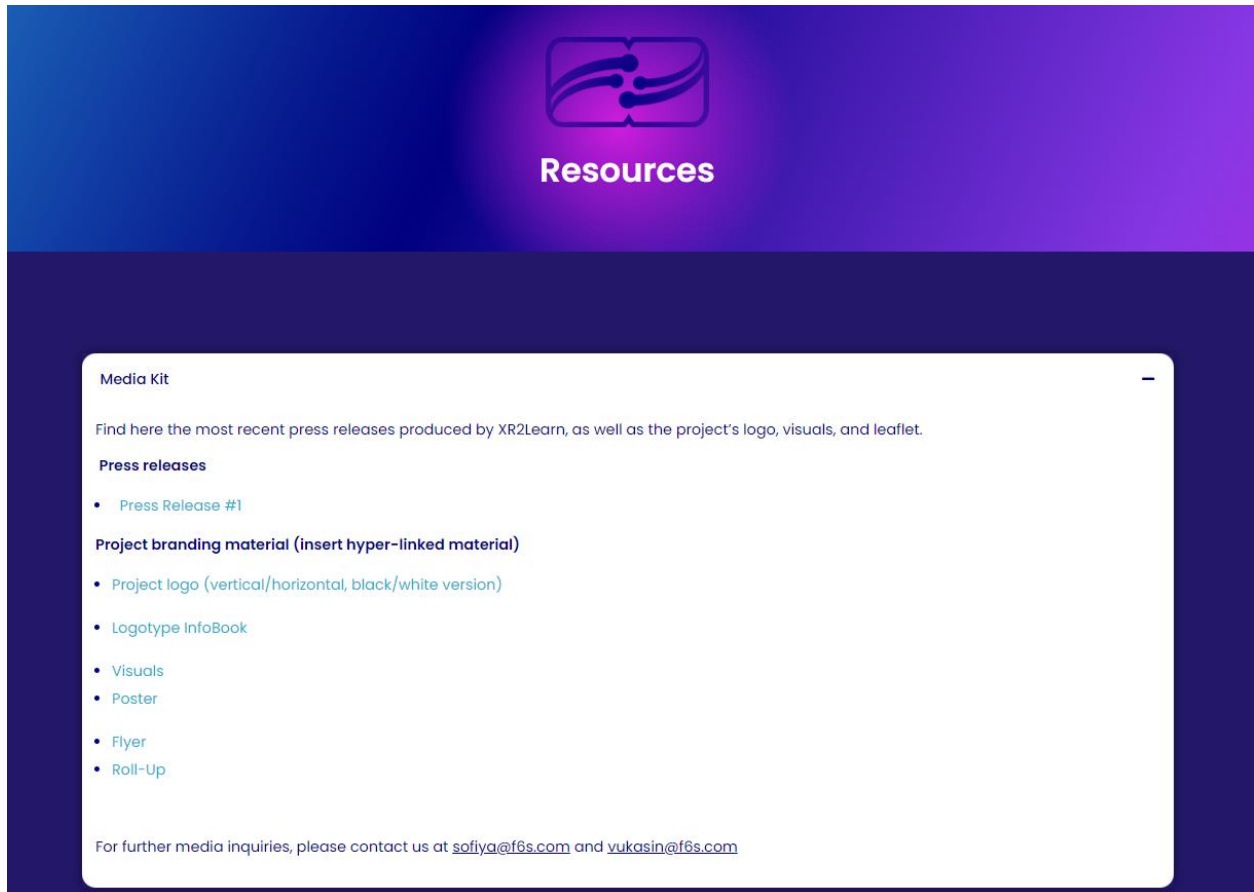 Resources
Media Kit
Find here the most recent press releases produced by XR2Learn, as well as the project’s logo, visuals, and leaflet.
Press releases
• Press Release #1
Project branding material (insert hyper-linked material)
• Project logo (vertical/horizontal, black/white version)
• Logotype InfoBook
• Visuals
• Poster
• Flyer
• Roll-Up
For further media inquiries, please contact us at sofiya@f6s.com and vukasin@f6s.com